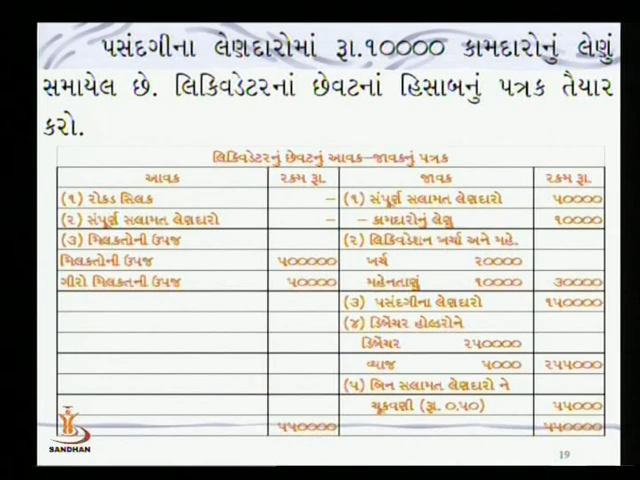 પસંદગીના લેણદારોમાં રૂા.૧૦૦૦૦ કામદારોનું લેણું
સમાયેલ છે. લિકિવડેટરનાં છેવટનાં હિસાબનું પત્રક તૈયાર
કરો.
લિકિવડેટરનું છેવટનું આવક–જાવકનું પત્રક
આવક રકમ રૂા. જાવક રકમ રૂા.
(૧) રોકડ સિલક – (૧) સંપૂર્ણ સલામત લેણદારો ૫૦૦૦૦
(૨) સંપૂર્ણ સલામત લેણદારો – – કામદારોનું લેણુ ૧૦૦૦૦
(૩) મિલકતોની ઉપજ (૨) લિકિવડેશન ખર્ચા અને મહે.
મિલકતોની ઉપજ ૫૦૦૦૦૦ ખર્ચ ૨૦૦૦૦
ગીરો મિલકતની ઉપજ ૫૦૦૦૦ મહેનતાણું ૧૦૦૦૦ ૩૦૦૦૦
(૩) પસંદગીના લેણદારો ૧૫૦૦૦૦
(૪) ડિબેંચર હોલ્ડરોને
ડિબેંચર ૨૫૦૦૦૦
વ્યાજ ૫૦૦૦ ૨૫૫૦૦૦
(૫) બિન સલામત લેણદારો ને
ચૂકવણી (રૂા. ૦.૫૦) ૫૫૦૦૦
૫૫૦૦૦૦ ૫૫૦૦૦૦
SANDHAN
19